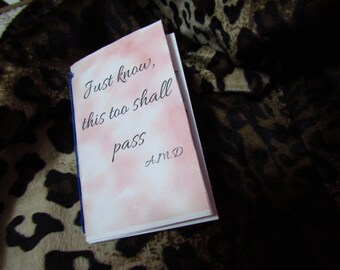 Just know,
this too shall
pass
A.M.D